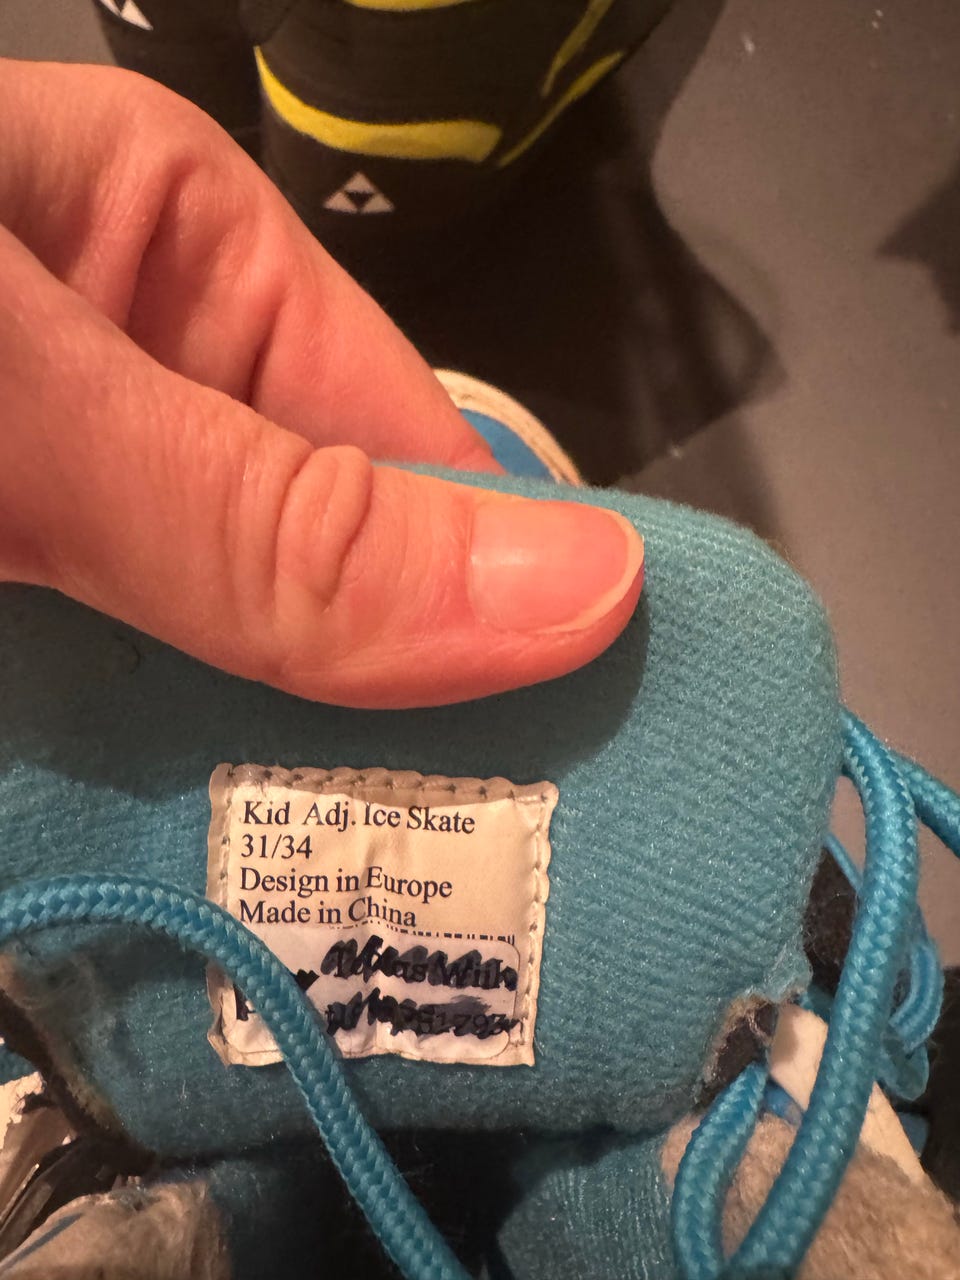 Kid Adj. Ice Skate
31/34
Design in Europe
Made in China